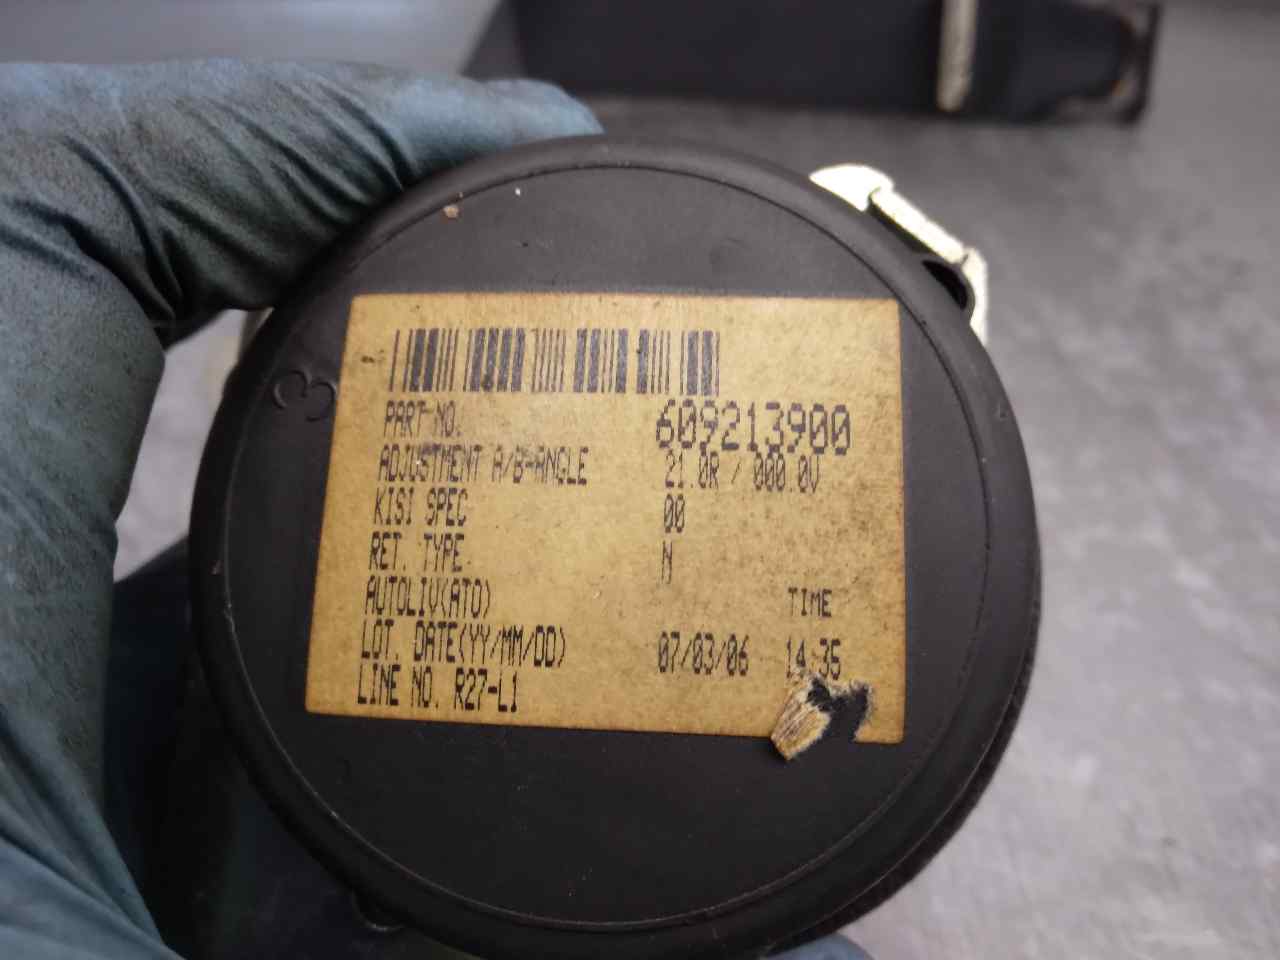 3
PART NO. 609213900
ADJUSTMENT A/B-ANGLE 21.0R / 000.0V
KISI SPEC 00
RET. TYPE N
AUTOLIV(ATO) TIME
LOT. DATE(YY/MM/DD) 07/03/06 14.35
LINE NO. R27-L1